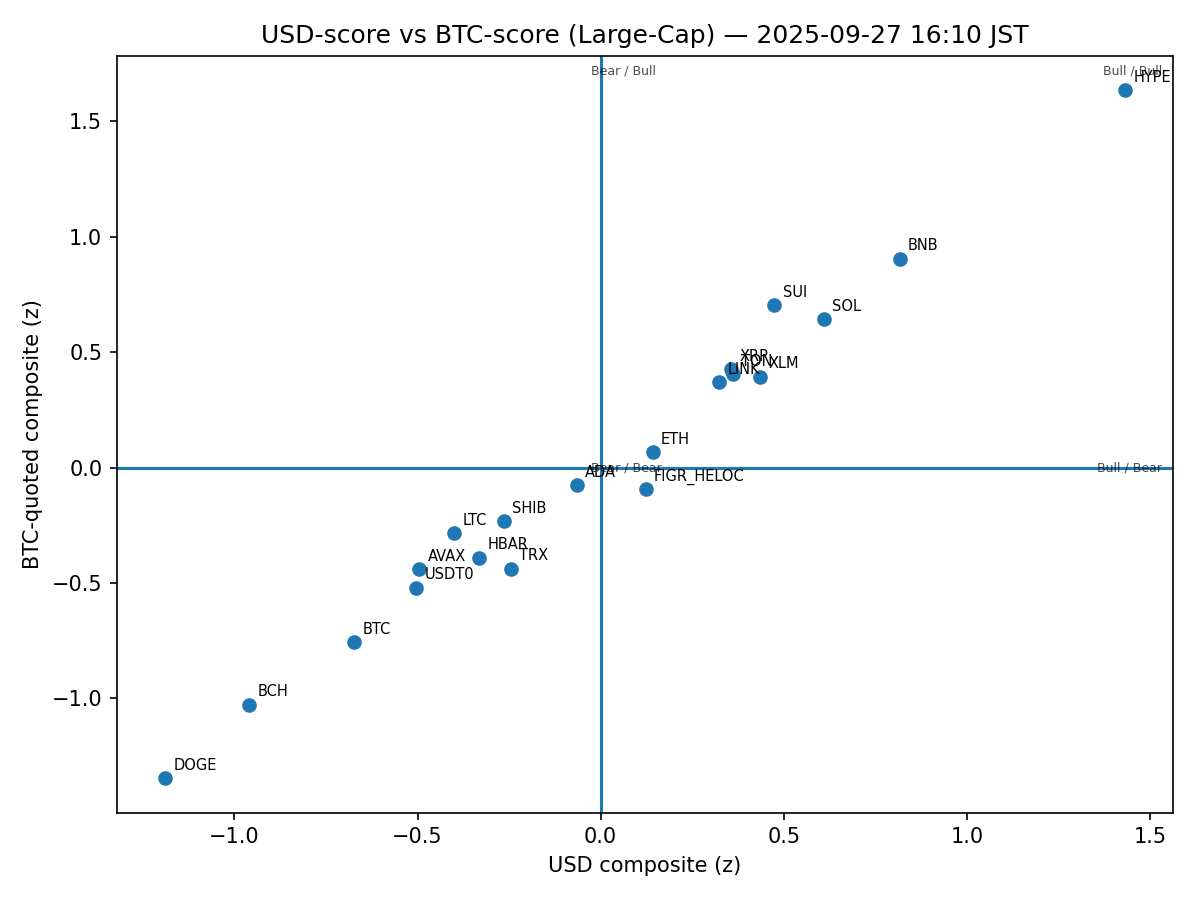 USD-score vs BTC-score (Large-Cap) — 2025-09-27 16:10 JST
Bear / Bull
Bull / Bull
HYPE
1.5
BNB
1.0
SUI
SOL
0.5
XRP
TON
XLM
LINK
ETH
0.0
Bear / Bear
Bull / Bear
ADA
FIGR_HELOC
SHIB
LTC
HBAR
TRX
AVAX
USDT0
−0.5
BTC
BCH
−1.0
DOGE
−1.0
−0.5
0.0
0.5
1.0
1.5
USD composite (z)
BTC-quoted composite (z)